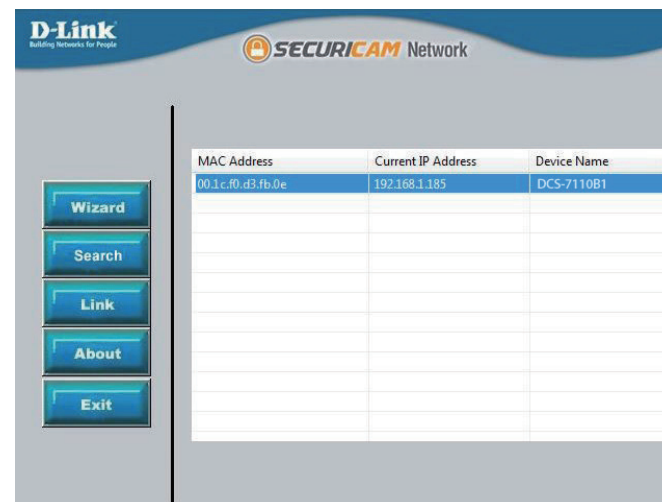 D-Link
Building Networks for People
SECURICAM Network
MAC Address Current IP Address Device Name
00.1c.f0.d3.fb.0e 192.168.1.185 DCS-7110B1
Wizard
Search
Link
About
Exit